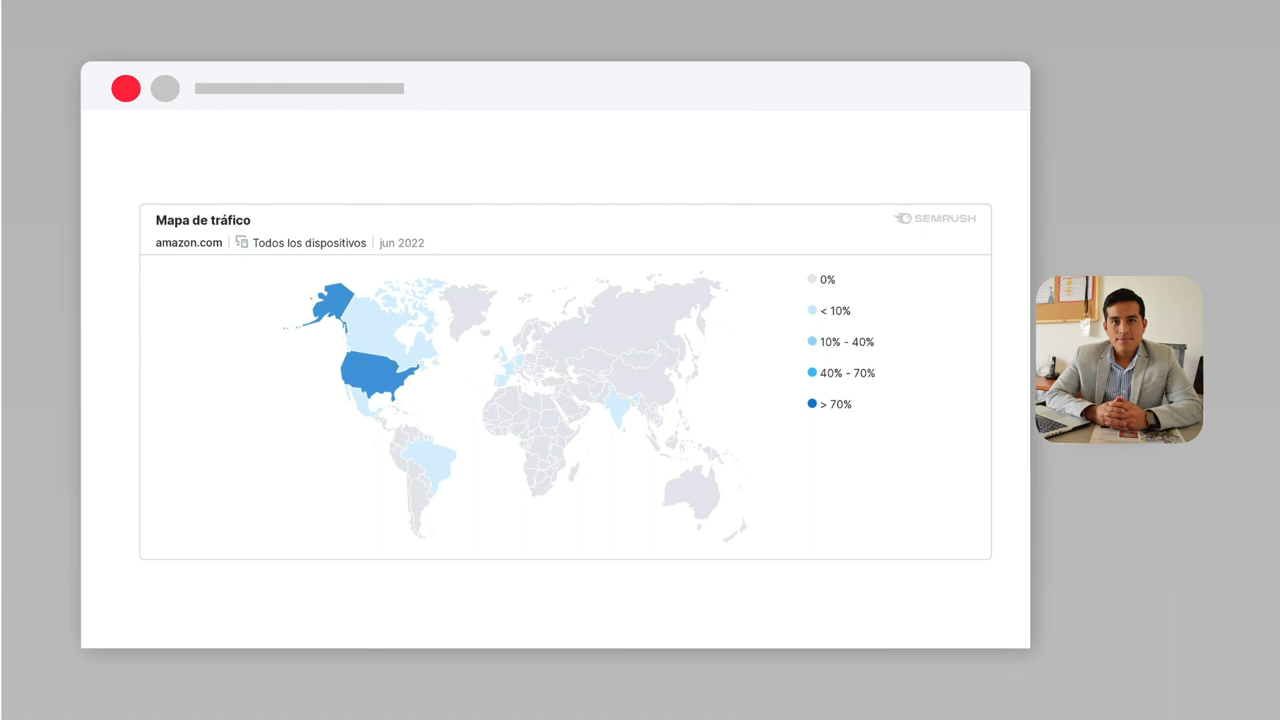 Mapa de tráfico
SEMRUSH
amazon.com | Todos los dispositivos | jun 2022
0%
< 10%
10% - 40%
40% - 70%
> 70%